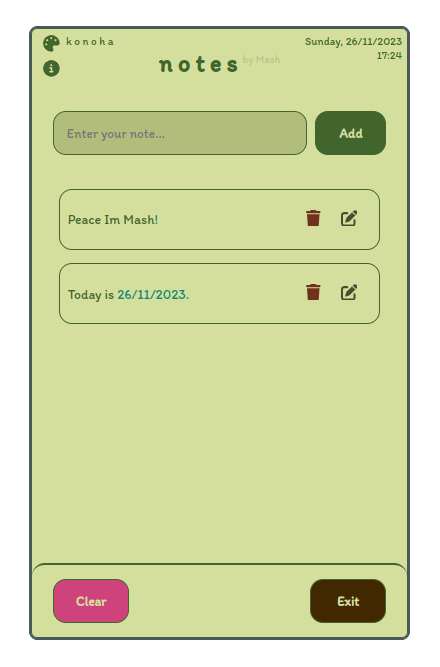 konoha
Sunday, 26/11/2023
17:24
notes by Mash
Enter your note...
Add
Peace Im Mash!
Today is 26/11/2023.
Clear
Exit